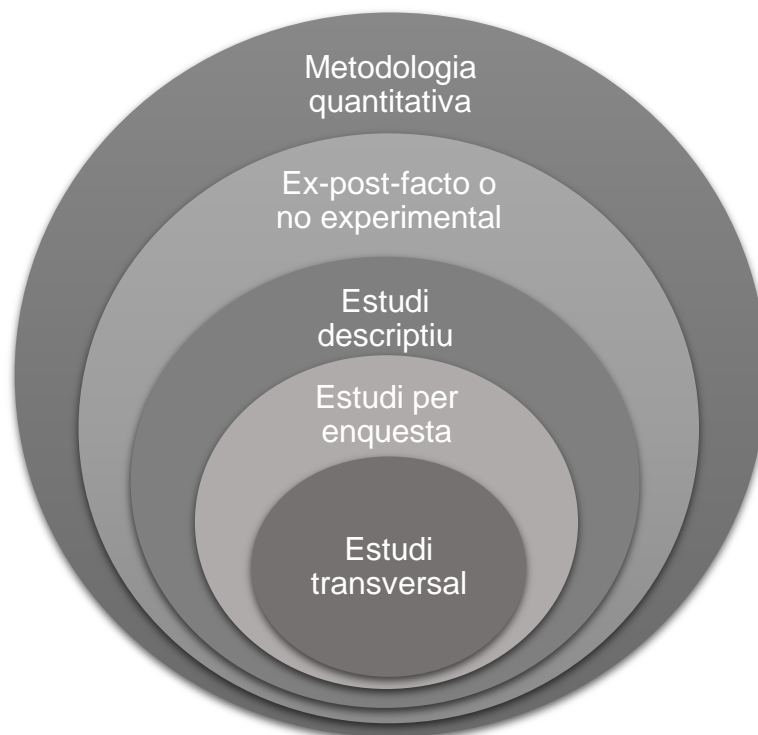 Metodologia
quantitativa
Ex-post-facto o
no experimental
Estudi
descriptiu
Estudi per
enquesta
Estudi
transversal